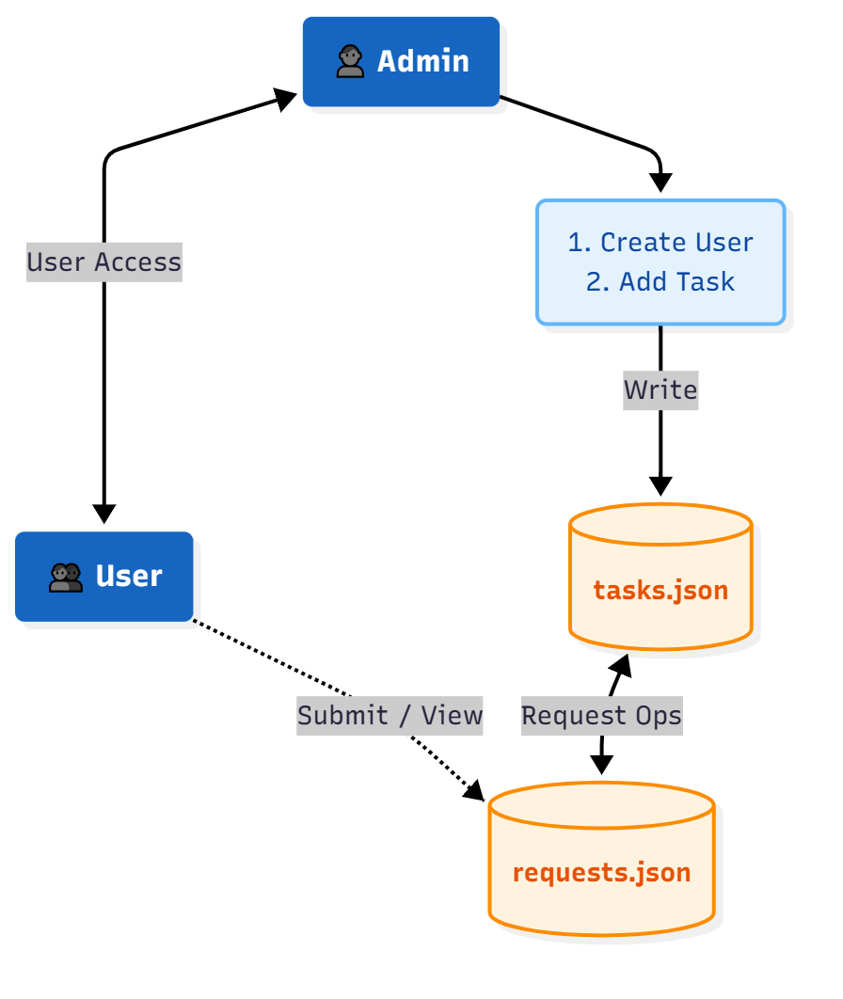 Admin
User Access
1. Create User
2. Add Task
Write
User
tasks.json
Submit / View
Request Ops
requests.json